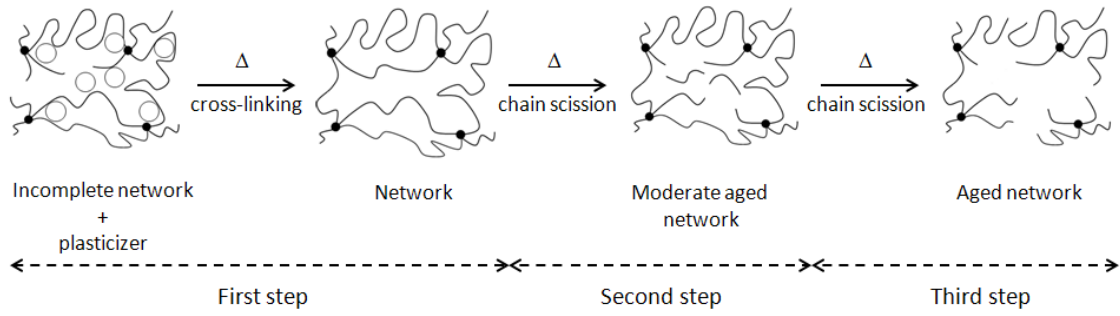 Δ
cross-linking
Δ
chain scission
Δ
chain scission
Incomplete network
+
plasticizer
Network
Moderate aged
network
Aged network
First step
Second step
Third step